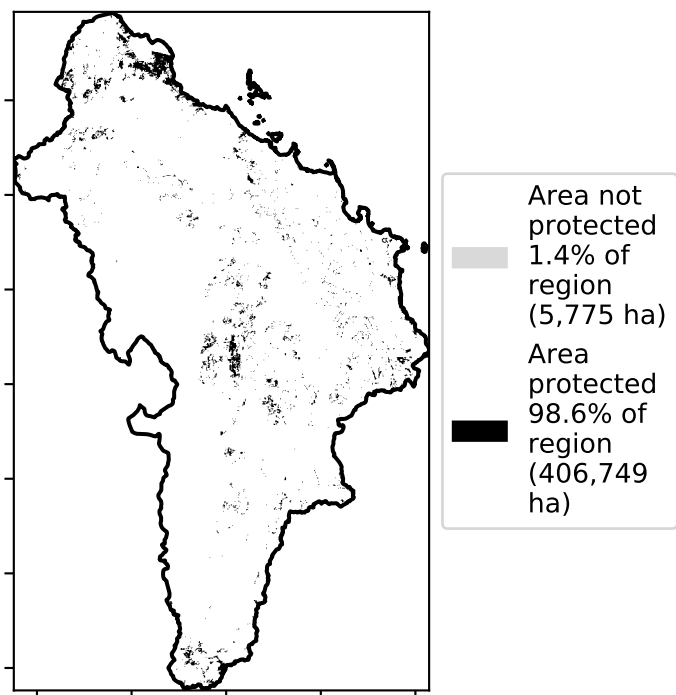 Area not
protected
1.4% of
region
(5,775 ha)
Area
protected
98.6% of
region
(406,749
ha)